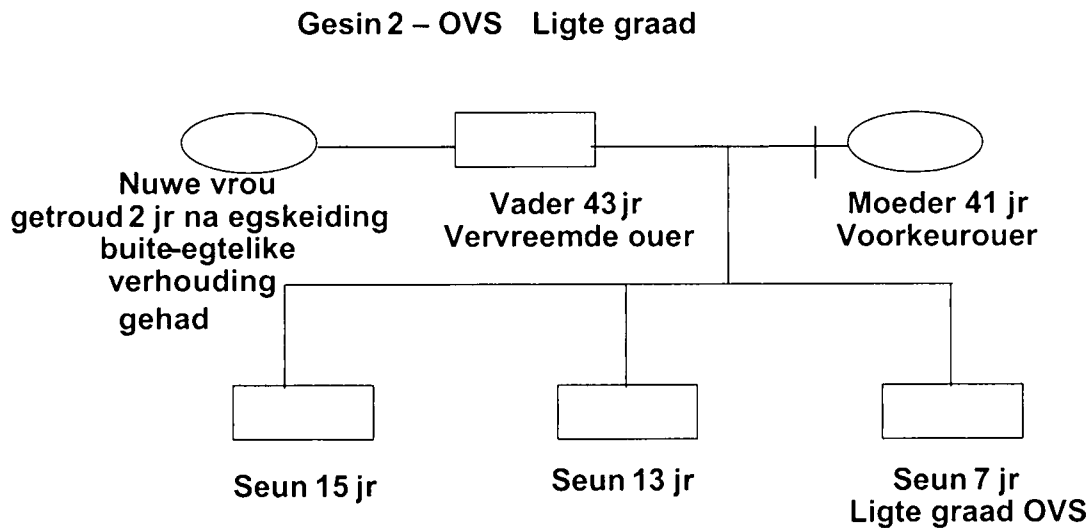 Gesin 2 – OVS Ligte graad
Nuwe vrou
getroud 2 jr na egskeiding
buite-egtelike
verhouding
gehad
Vader 43 jr
Vervreemde ouer
Moeder 41 jr
Voorkeurouer
Seun 15 jr
Seun 13 jr
Seun 7 jr
Ligte graad OVS